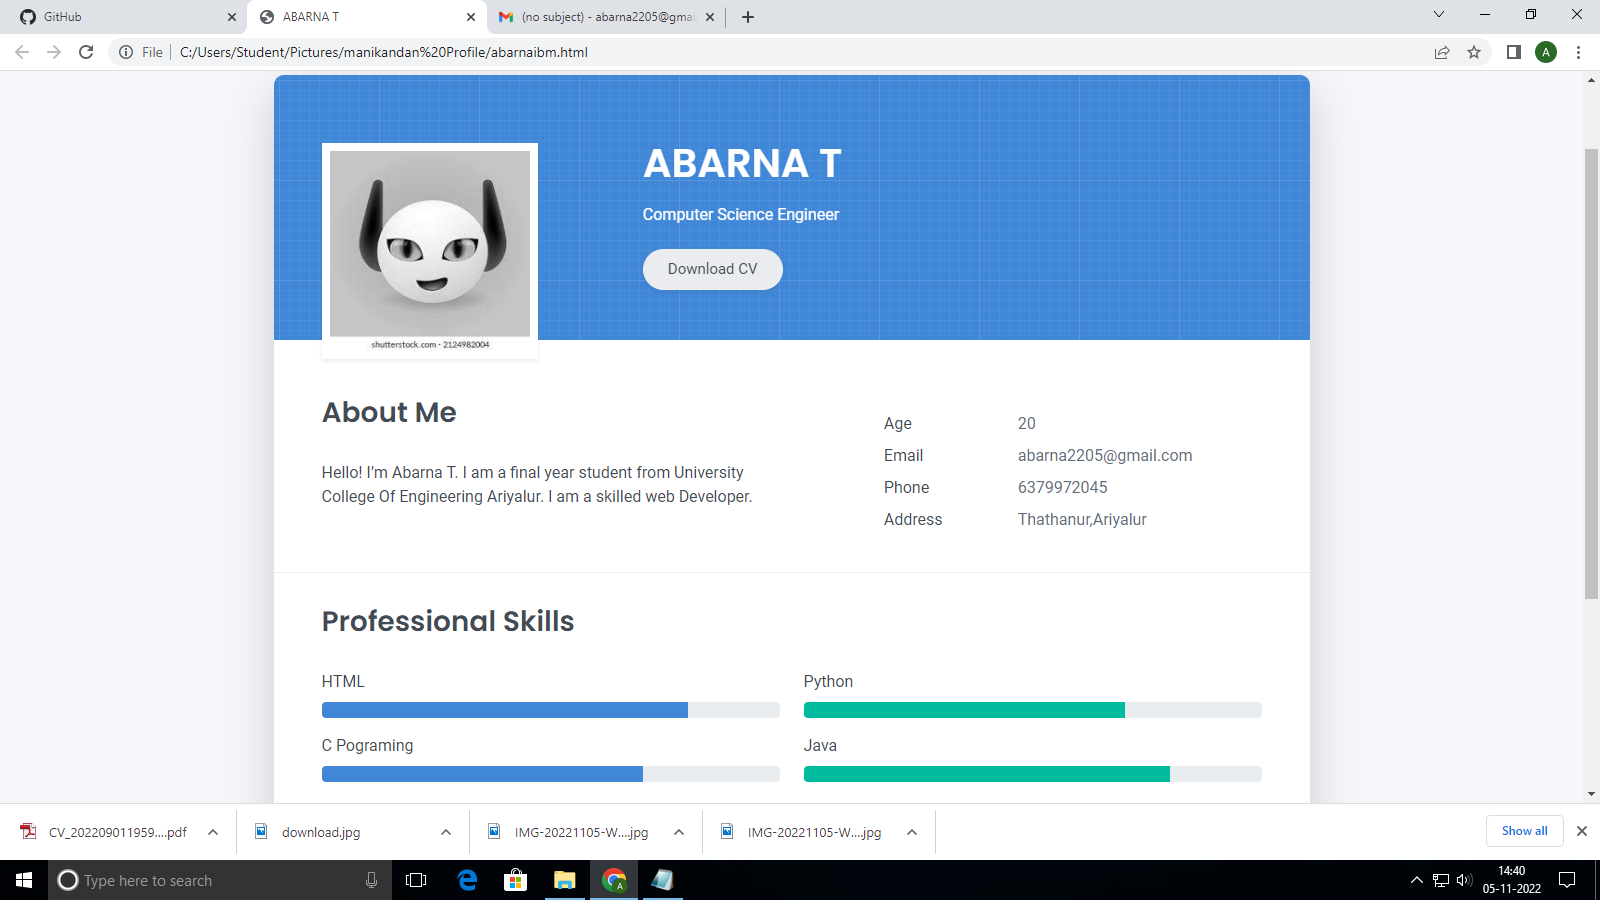 GitHub
ABARNA T
(no subject) - abarna2205@gmai
File
C:/Users/Student/Pictures/manikandan%20Profile/abarnaibm.html
A
ABARNA T
Computer Science Engineer
Download CV
shutterstock.com • 2124982004
About Me
Hello! I’m Abarna T. I am a final year student from University
College Of Engineering Ariyalur. I am a skilled web Developer.
Age 20
Email abarna2205@gmail.com
Phone 6379972045
Address Thathanur,Ariyalur
Professional Skills
HTML
Python
C Pograming
Java
CV_202209011959....pdf
download.jpg
IMG-20221105-W....jpg
IMG-20221105-W....jpg
Show all
Type here to search
A
14:40
05-11-2022